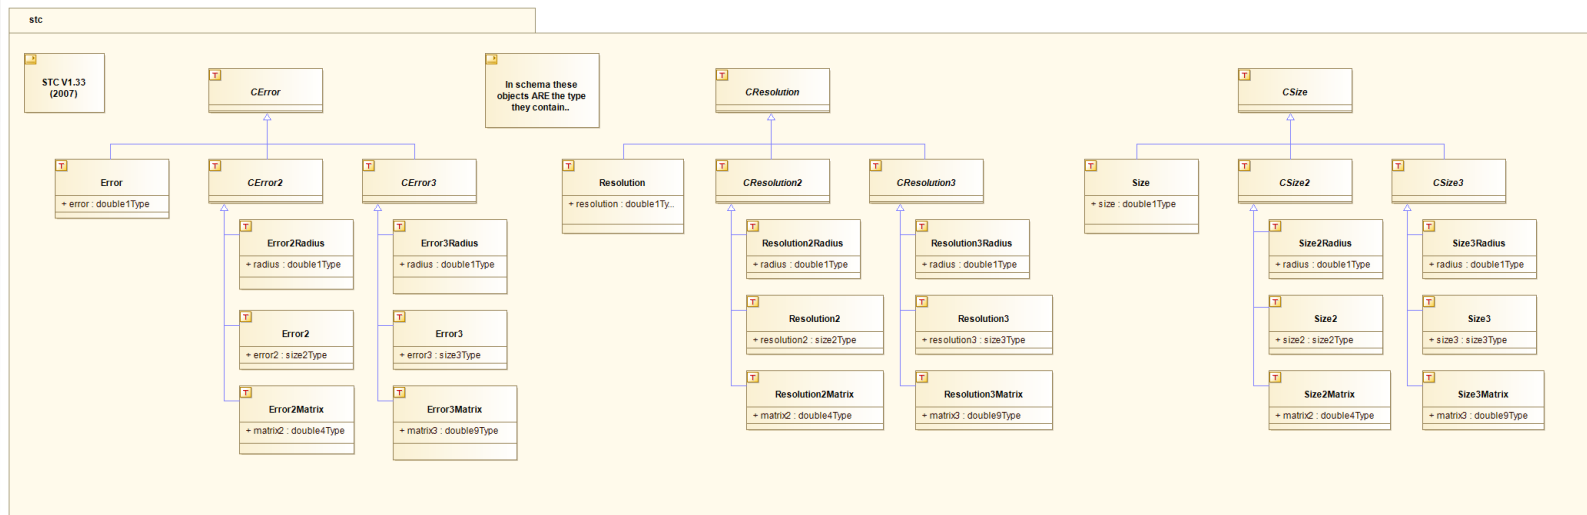 stc
STC V1.33
(2007)
CError
In schema these
objects ARE the type
they contain..
CResolution
CSize
Error
+ error : double1Type
CError2
CError3
Resolution
+ resolution : double1Ty...
CResolution2
CResolution3
Size
+ size : double1Type
CSize2
CSize3
Error2Radius
+ radius : double1Type
Error3Radius
+ radius : double1Type
Resolution2Radius
+ radius : double1Type
Resolution3Radius
+ radius : double1Type
Size2Radius
+ radius : double1Type
Size3Radius
+ radius : double1Type
Error2
+ error2 : size2Type
Error3
+ error3 : size3Type
Resolution2
+ resolution2 : size2Type
Resolution3
+ resolution3 : size3Type
Size2
+ size2 : size2Type
Size3
+ size3 : size3Type
Error2Matrix
+ matrix2 : double4Type
Error3Matrix
+ matrix3 : double9Type
Resolution2Matrix
+ matrix2 : double4Type
Resolution3Matrix
+ matrix3 : double9Type
Size2Matrix
+ matrix2 : double4Type
Size3Matrix
+ matrix3 : double9Type